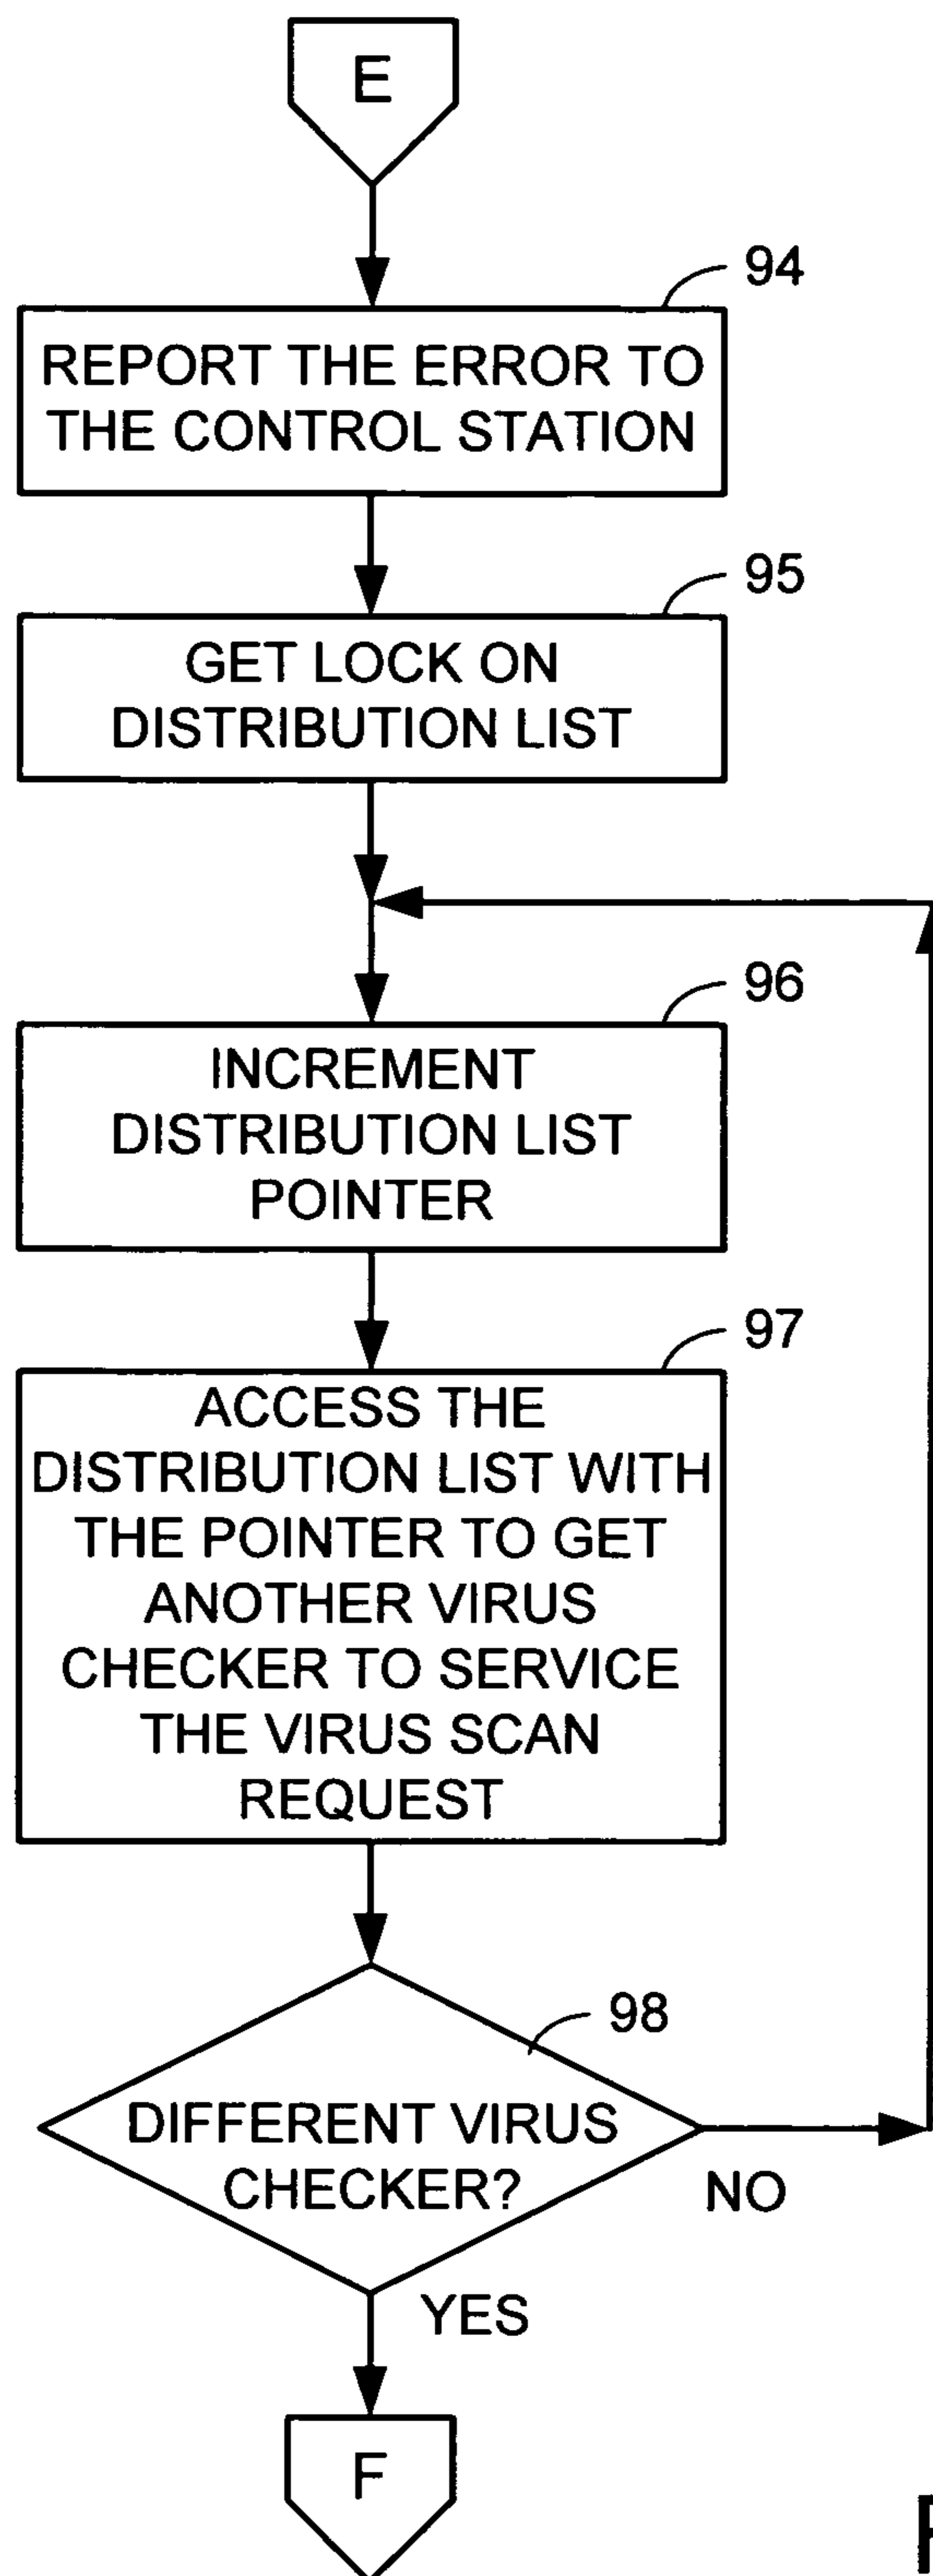 E
94
REPORT THE ERROR TO
THE CONTROL STATION
95
GET LOCK ON
DISTRIBUTION LIST
96
INCREMENT
DISTRIBUTION LIST
POINTER
97
ACCESS THE
DISTRIBUTION LIST WITH
THE POINTER TO GET
ANOTHER VIRUS
CHECKER TO SERVICE
THE VIRUS SCAN
REQUEST
98
DIFFERENT VIRUS
CHECKER?
NO
YES
F